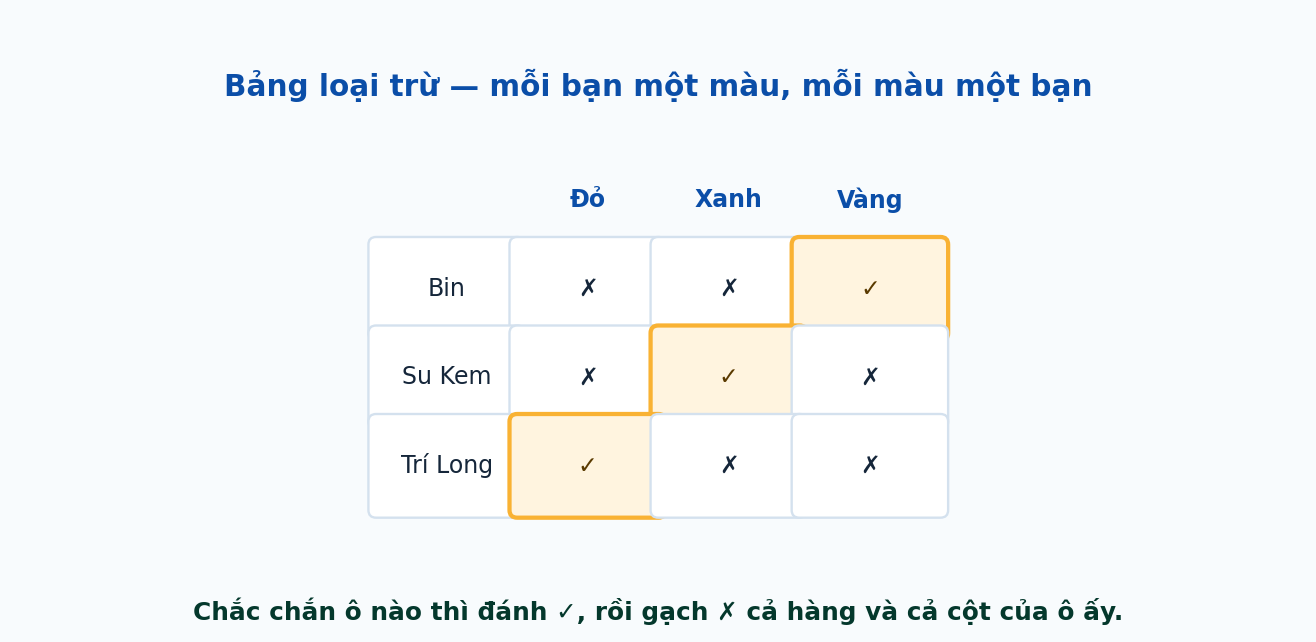 Bảng loại trừ — mỗi bạn một màu, mỗi màu một bạn
Đỏ Xanh Vàng
Bin ✗ ✗ ✓
Su Kem ✗ ✓ ✗
Trí Long ✓ ✗ ✗
Chắc chắn ô nào thì đánh ✓, rồi gạch ✗ cả hàng và cả cột của ô ấy.